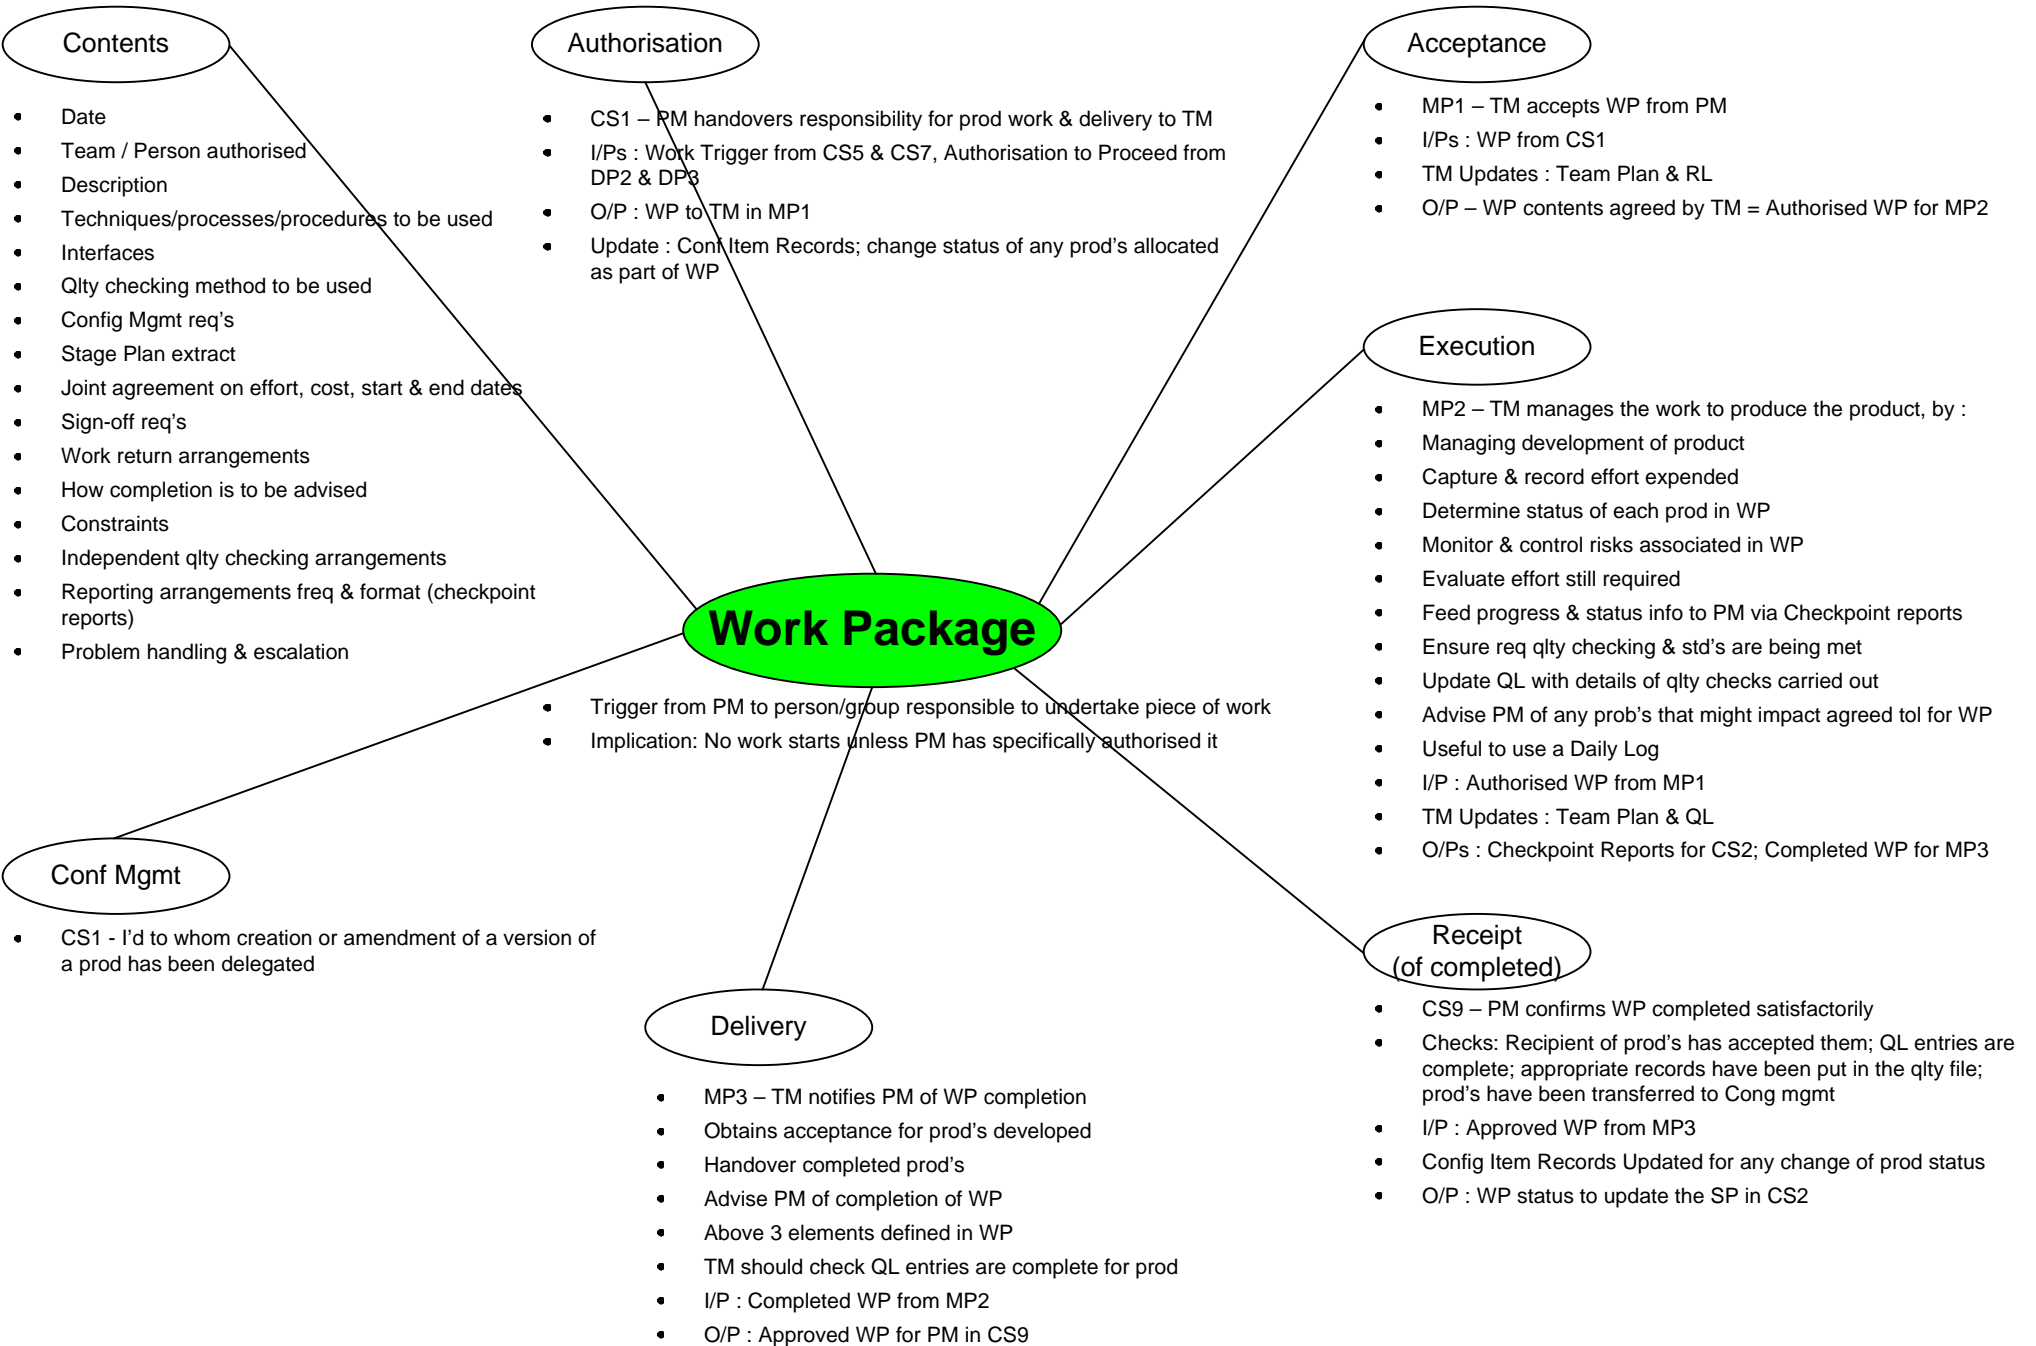 Contents
• Date
• Team / Person authorised
• Description
• Techniques/processes/procedures to be used
• Interfaces
• Qlty checking method to be used
• Config Mgmt req’s
• Stage Plan extract
• Joint agreement on effort, cost, start & end dates
• Sign-off req’s
• Work return arrangements
• How completion is to be advised
• Constraints
• Independent qlty checking arrangements
• Reporting arrangements freq & format (checkpoint
reports)
• Problem handling & escalation
Authorisation
• CS1 – PM handovers responsibility for prod work & delivery to TM
• I/Ps : Work Trigger from CS5 & CS7, Authorisation to Proceed from
DP2 & DP3
• O/P : WP to TM in MP1
• Update : Conf Item Records; change status of any prod’s allocated
as part of WP
Acceptance
• MP1 – TM accepts WP from PM
• I/Ps : WP from CS1
• TM Updates : Team Plan & RL
• O/P – WP contents agreed by TM = Authorised WP for MP2
Execution
• MP2 – TM manages the work to produce the product, by :
• Managing development of product
• Capture & record effort expended
• Determine status of each prod in WP
• Monitor & control risks associated in WP
• Evaluate effort still required
• Feed progress & status info to PM via Checkpoint reports
• Ensure req qlty checking & std’s are being met
• Update QL with details of qlty checks carried out
• Advise PM of any prob’s that might impact agreed tol for WP
• Useful to use a Daily Log
• I/P : Authorised WP from MP1
• TM Updates : Team Plan & QL
• O/Ps : Checkpoint Reports for CS2; Completed WP for MP3
Work Package
• Trigger from PM to person/group responsible to undertake piece of work
• Implication: No work starts unless PM has specifically authorised it
Conf Mgmt
• CS1 - I’d to whom creation or amendment of a version of
a prod has been delegated
Delivery
• MP3 – TM notifies PM of WP completion
• Obtains acceptance for prod’s developed
• Handover completed prod’s
• Advise PM of completion of WP
• Above 3 elements defined in WP
• TM should check QL entries are complete for prod
• I/P : Completed WP from MP2
• O/P : Approved WP for PM in CS9
Receipt
(of completed)
• CS9 – PM confirms WP completed satisfactorily
• Checks: Recipient of prod’s has accepted them; QL entries are
complete; appropriate records have been put in the qlty file;
prod’s have been transferred to Cong mgmt
• I/P : Approved WP from MP3
• Config Item Records Updated for any change of prod status
• O/P : WP status to update the SP in CS2